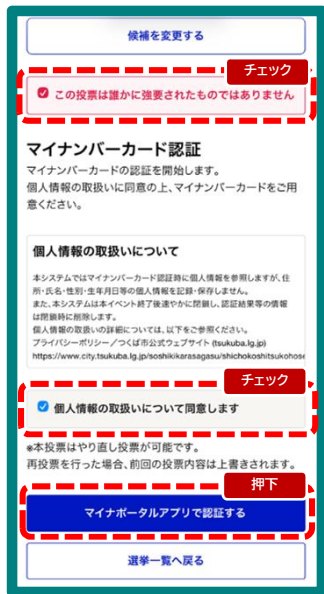 候補を変更する
チェック
この投票は誰かに強要されたものではありません
マイナンバーカード認証
マイナンバーカードの認証を開始します。
個人情報の取扱いに同意の上、マイナンバーカードをご用
意ください。
個人情報の取扱いについて
本システムではマイナンバーカード認証時に個人情報を参照しますが、住
所・氏名・性別・生年月日等の個人情報を記録・保存しません。
また、本システムは本イベント終了後速やかに閉鎖し、認証結果等の情報
は閉鎖時に削除します。
個人情報の取扱いの詳細については、以下をご参照ください。
プライバシーポリシー／つくば市公式ウェブサイト (tsukuba.lg.jp)
https://www.city.tsukuba.lg.jp/soshikikarasagasu/shichokoshitsukohose
チェック
個人情報の取扱いについて同意します
※本投票はやり直し投票が可能です。
再投票を行った場合、前回の投票内容は上書きされます。
押下
マイナポータルアプリで認証する
選挙一覧へ戻る